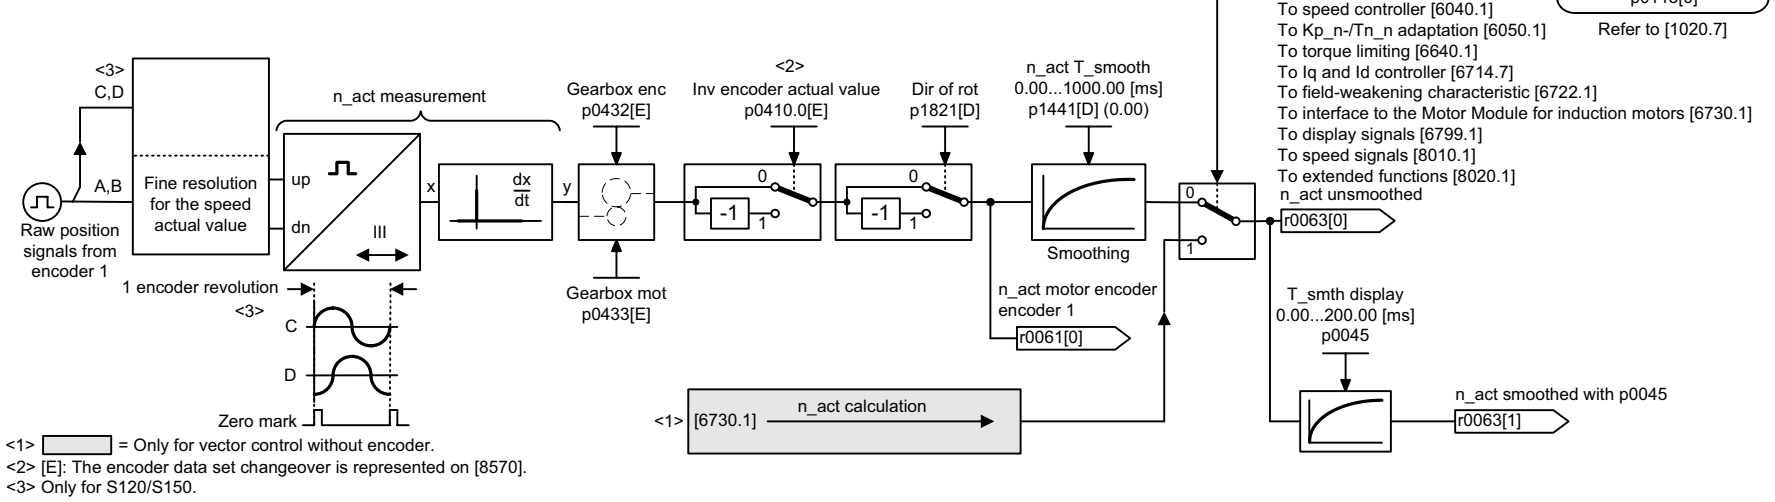 p0115[0]
Refer to [1020.7]
To speed controller [6040.1]
To Kp_n-/Tn_n adaptation [6050.1]
To torque limiting [6640.1]
To Iq and Id controller [6714.7]
To field-weakening characteristic [6722.1]
To interface to the Motor Module for induction motors [6730.1]
To display signals [6799.1]
To speed signals [8010.1]
To extended functions [8020.1]
n_act unsmoothed
r0063[0]
<3>
C,D
A,B
Raw position
signals from
encoder 1
Fine resolution
for the speed
actual value
n_act measurement
up
dn
III
x
dx
dt
y
Gearbox enc
p0432[E]
Gearbox mot
p0433[E]
<2>
Inv encoder actual value
p0410.0[E]
0
-1
1
Dir of rot
p1821[D]
0
-1
1
n_act T_smooth
0.00...1000.00 [ms]
p1441[D] (0.00)
Smoothing
0
1
n_act motor encoder
encoder 1
r0061[0]
T_smth display
0.00...200.00 [ms]
p0045
n_act smoothed with p0045
r0063[1]
1 encoder revolution
<3>
C
D
Zero mark
<1> [6730.1] n_act calculation
<1> = Only for vector control without encoder.
<2> [E]: The encoder data set changeover is represented on [8570].
<3> Only for S120/S150.